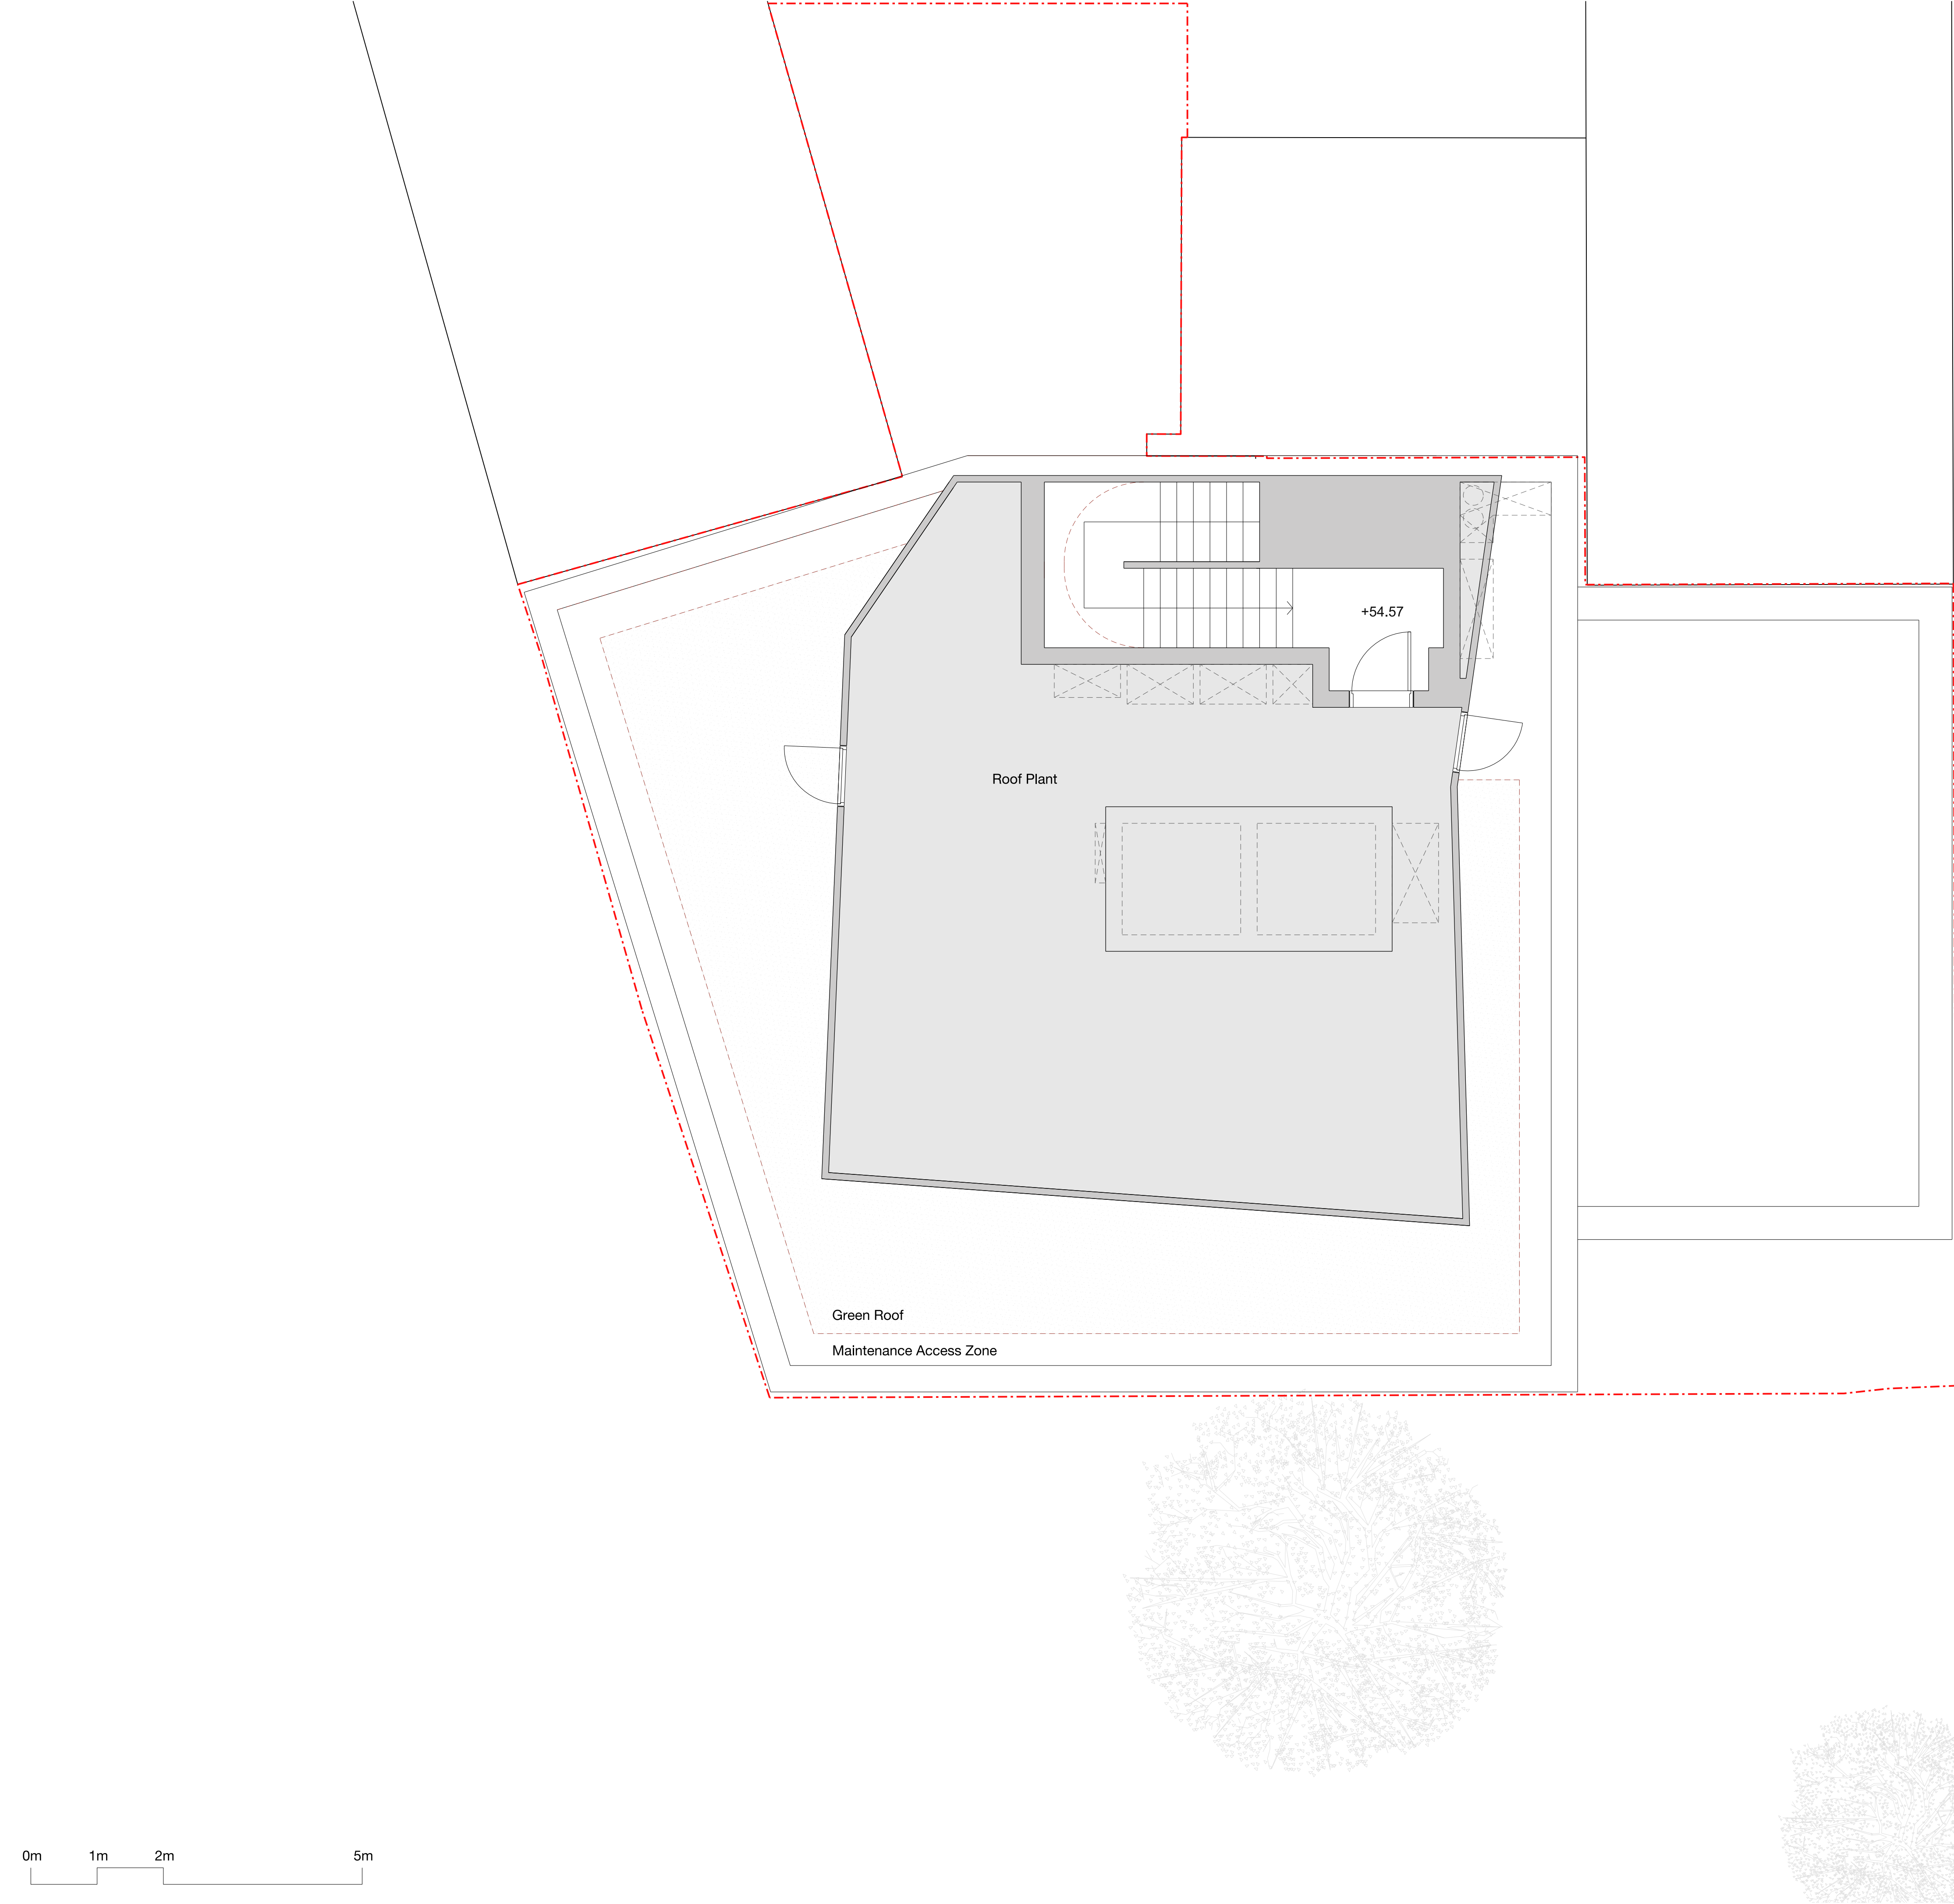 +54.57
Roof Plant
Green Roof
Maintenance Access Zone
0m 1m 2m 5m